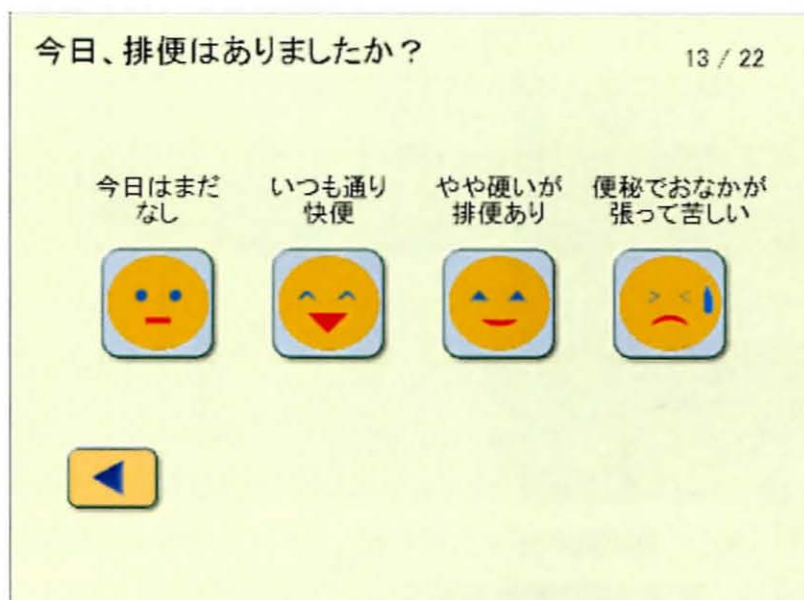 今日、排便はありましたか？
13 / 22
今日はまだ
なし
いつも通り
快便
やや硬いが
排便あり
便秘でおなかが
張って苦しい